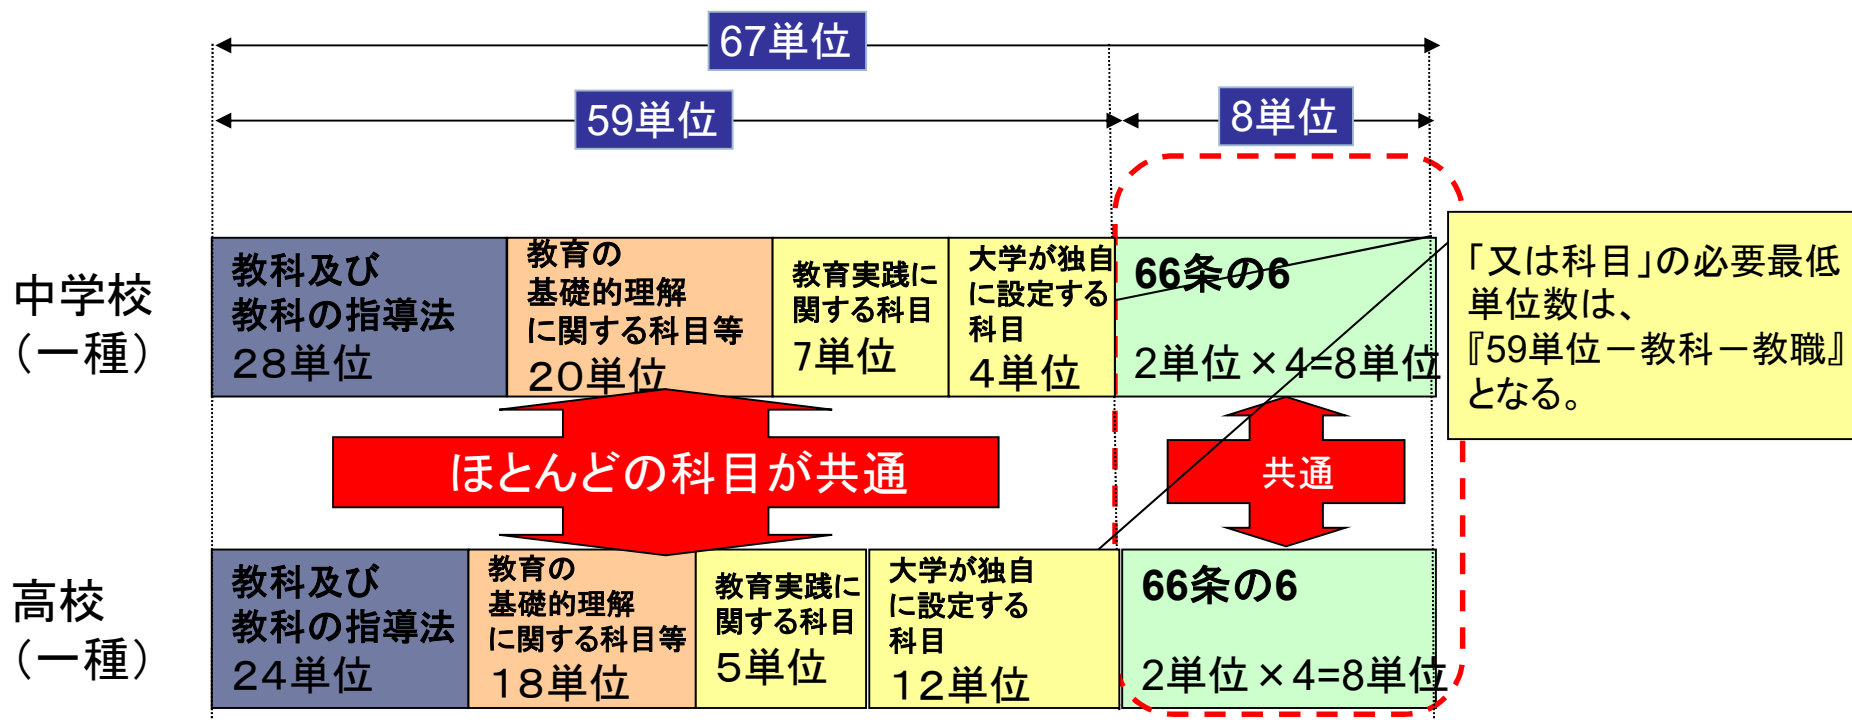 67単位
59単位
8単位
中学校
（一種）
教科及び
教科の指導法
28単位
教育の
基礎的理解
に関する科目等
20単位
教育実践に
関する科目
7単位
大学が独自
に設定する
科目
4単位
66条の6
2単位×4=8単位
「又は科目」の必要最低
単位数は、
『59単位－教科－教職』
となる。
ほとんどの科目が共通
共通
高校
（一種）
教科及び
教科の指導法
24単位
教育の
基礎的理解
に関する科目等
18単位
教育実践に
関する科目
5単位
大学が独自
に設定する
科目
12単位
66条の6
2単位×4=8単位